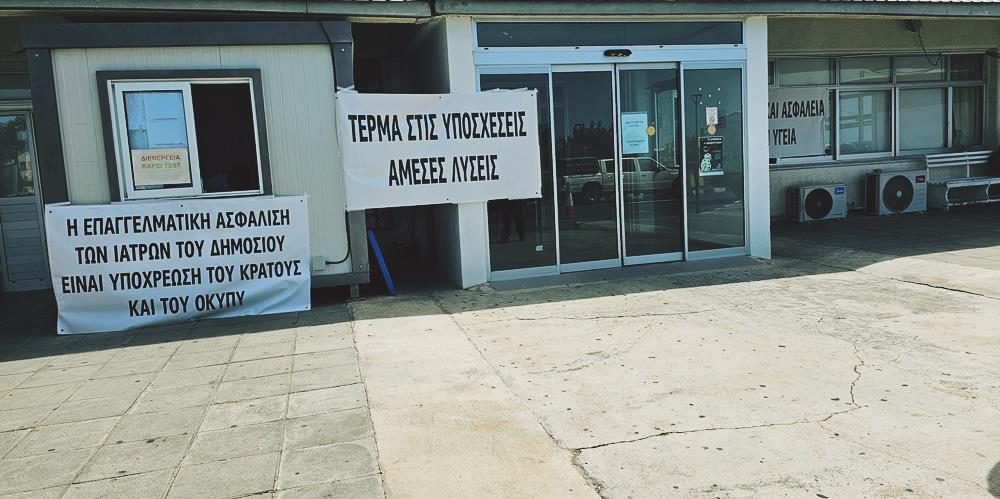 ΔΙΕΝΕΡΓΕΙΑ
RAPID TEST
Η ΕΠΑΓΓΕΛΜΑΤΙΚΗ ΑΣΦΑΛΙΣΗ
ΤΩΝ ΙΑΤΡΩΝ ΤΟΥ ΔΗΜΟΣΙΟΥ
ΕΙΝΑΙ ΥΠΟΧΡΕΩΣΗ ΤΟΥ ΚΡΑΤΟΥΣ
ΚΑΙ ΤΟΥ ΟΚΥΠΥ
ΤΕΡΜΑ ΣΤΙΣ ΥΠΟΣΧΕΣΕΙΣ
ΑΜΕΣΕΣ ΛΥΣΕΙΣ
ΚΑΙ ΑΣΦΑΛΕΙΑ
ΥΓΕΙΑ